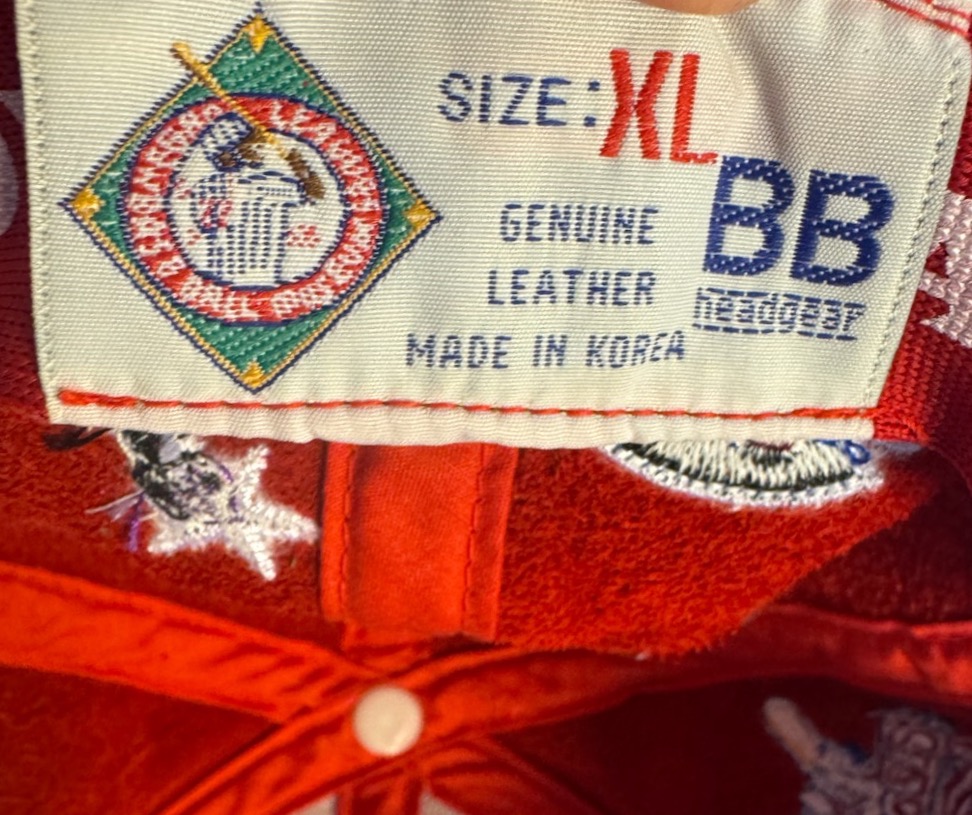 SIZE: XL
BB
headgear
GENUINE
LEATHER
MADE IN KOREA